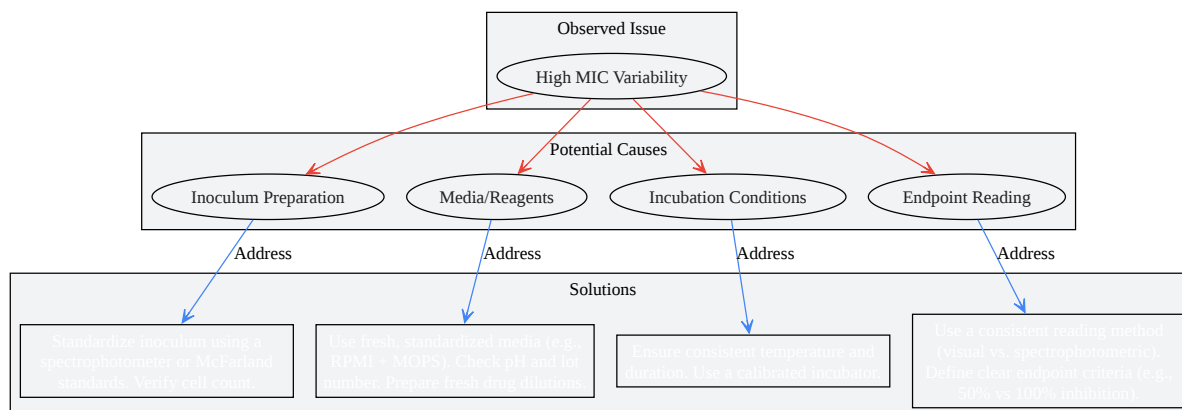 Observed Issue
High MIC Variability
Potential Causes
Inoculum Preparation
Media/Reagents
Incubation Conditions
Endpoint Reading
Address
Address
Address
Address
Solutions
Standardize inoculum using a
spectrophotometer or McFarland
standards. Verify cell count.
Use fresh, standardized media (e.g.,
RPMI + MOPS). Check pH and lot
number. Prepare fresh drug dilutions.
Ensure consistent temperature and
duration. Use a calibrated incubator.
Use a consistent reading method
(visual vs. spectrophotometric).
Define clear endpoint criteria (e.g.,
50% vs 100% inhibition).